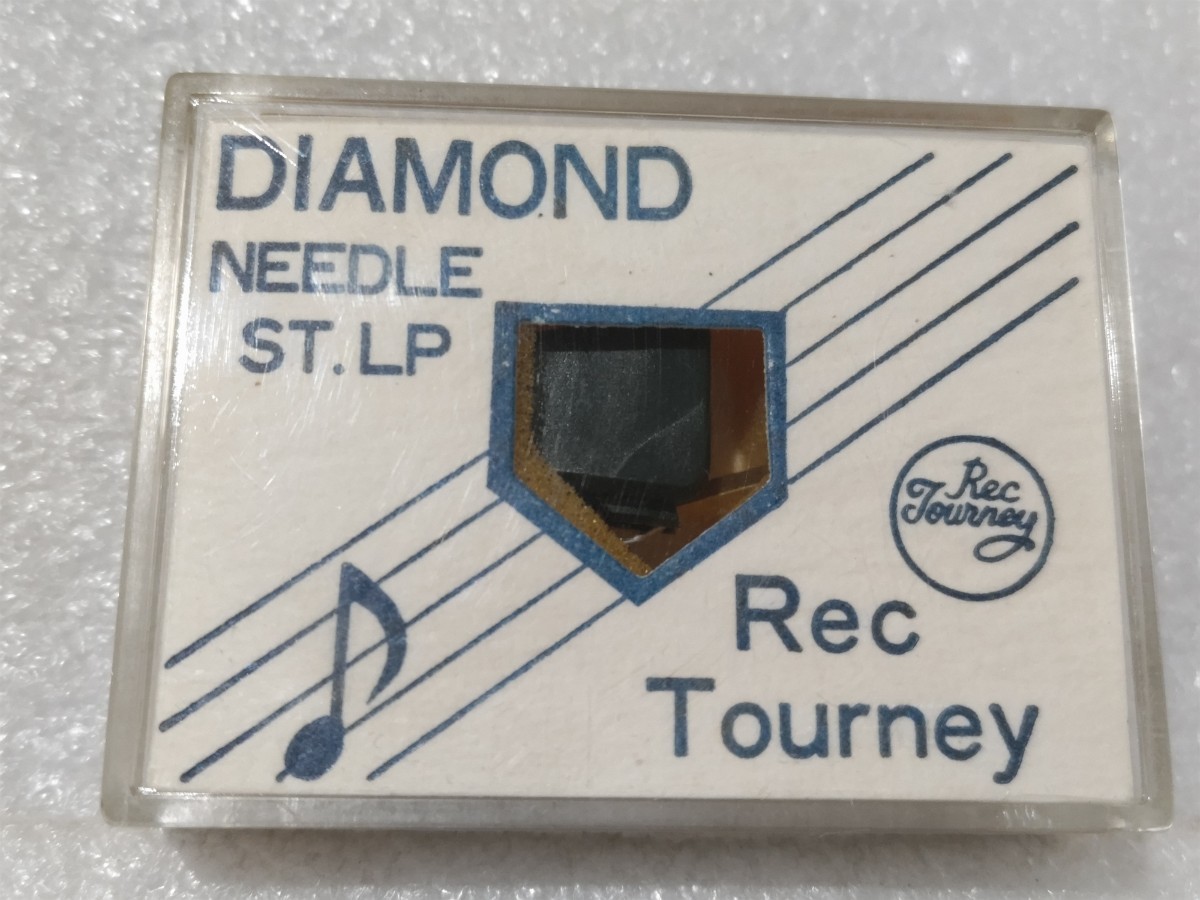 DIAMOND
NEEDLE
ST.LP
Rec
Tourney
Rec
Tourney